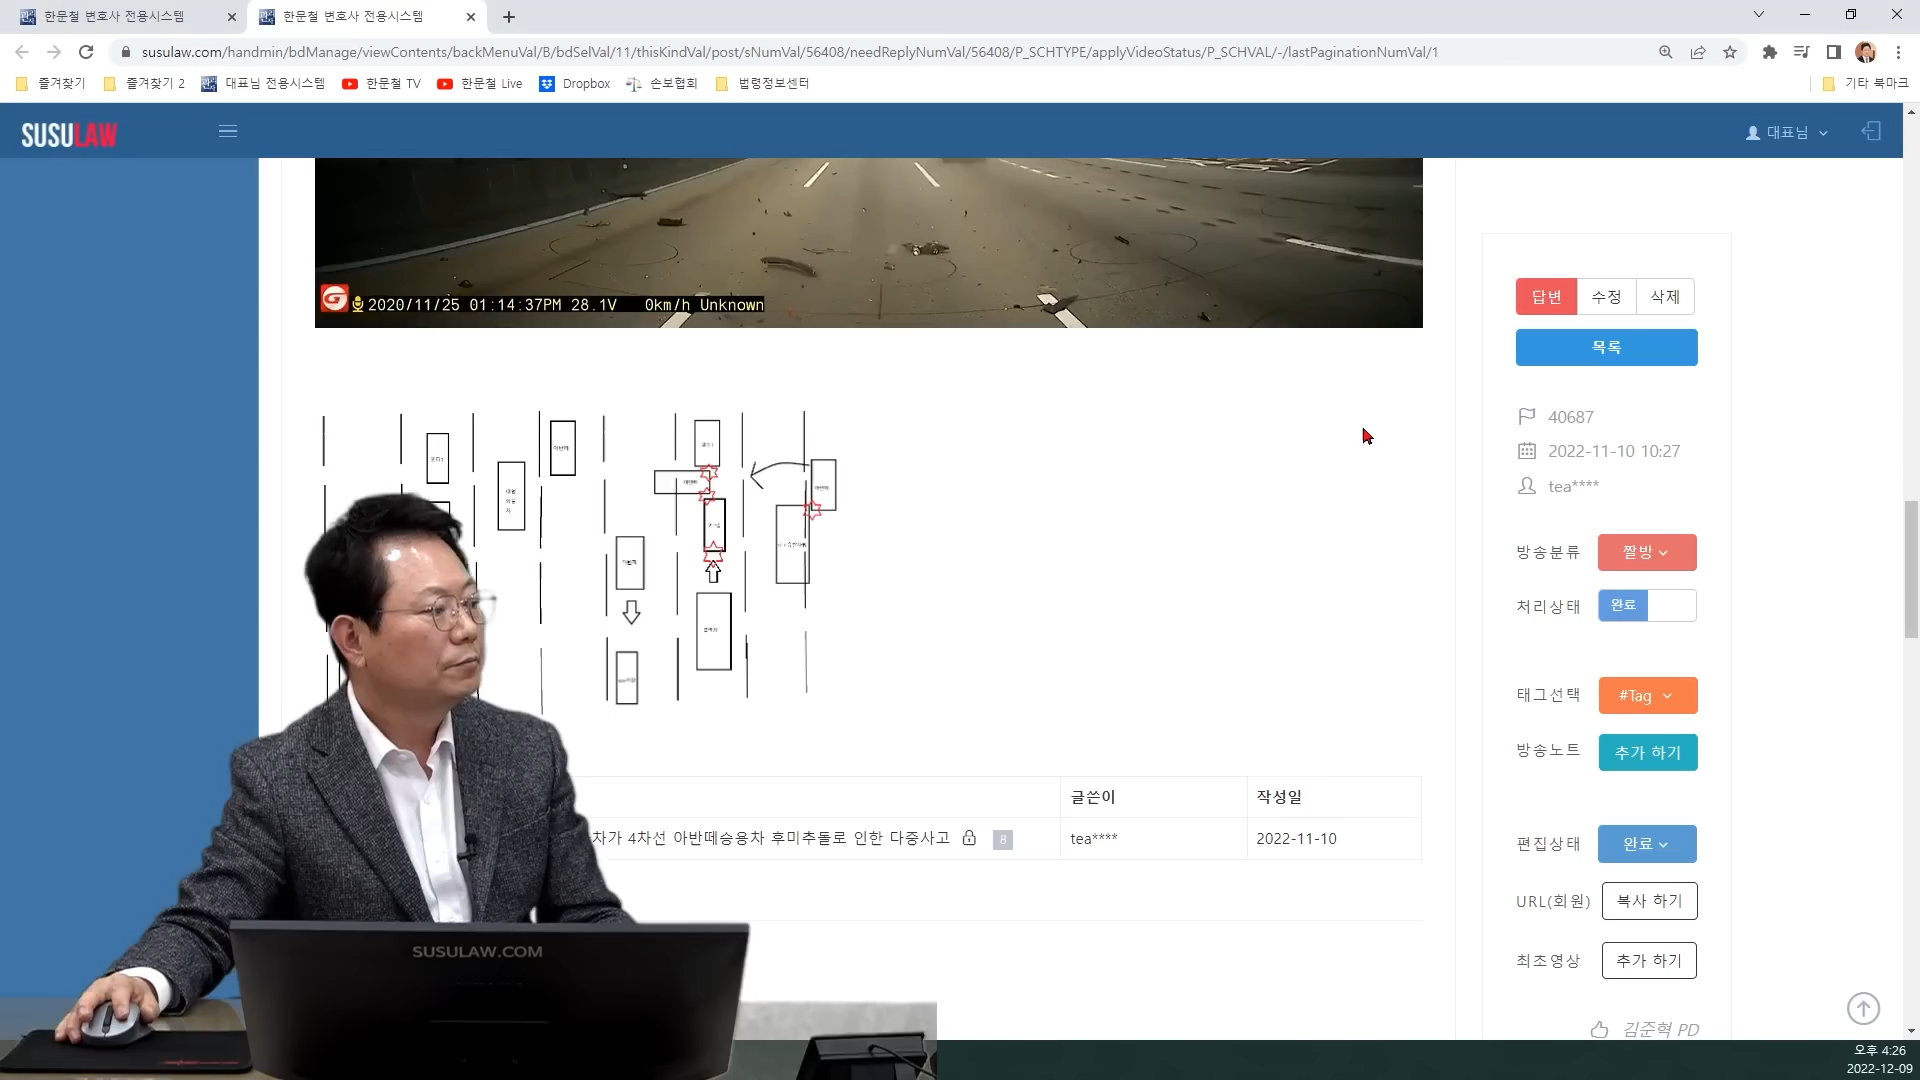 한문철 변호사 전용시스템
한문철 변호사 전용시스템
susulaw.com/handmin/bdManage/viewContents/backMenuVal/B/bdSelVal/11/thisKindVal/post/sNumVal/56408/needReplyNumVal/56408/P_SCHTYPE/applyVideoStatus/P_SCHVAL/-/lastPaginationNumVal/1
즐겨찾기 즐겨찾기 2 대표님 전용시스템 한문철 TV 한문철 Live Dropbox 손보협회 법령정보센터 기타 북마크
SUSULAW 대표님
2020/11/25 01:14:37PM 28.1V 0km/h Unknown
답변 수정 삭제
목록
40687
2022-11-10 10:27
tea****
방송분류 짤방
처리상태 완료
태그선택 #Tag
방송노트 추가 하기
글쓴이 작성일
차가 4차선 아반떼승용차 후미추돌로 인한 다중사고 8 tea**** 2022-11-10
편집상태 완료
URL(회원) 복사 하기
최초영상 추가 하기
김준혁 PD
SUSULAW.COM
오후 4:26
2022-12-09